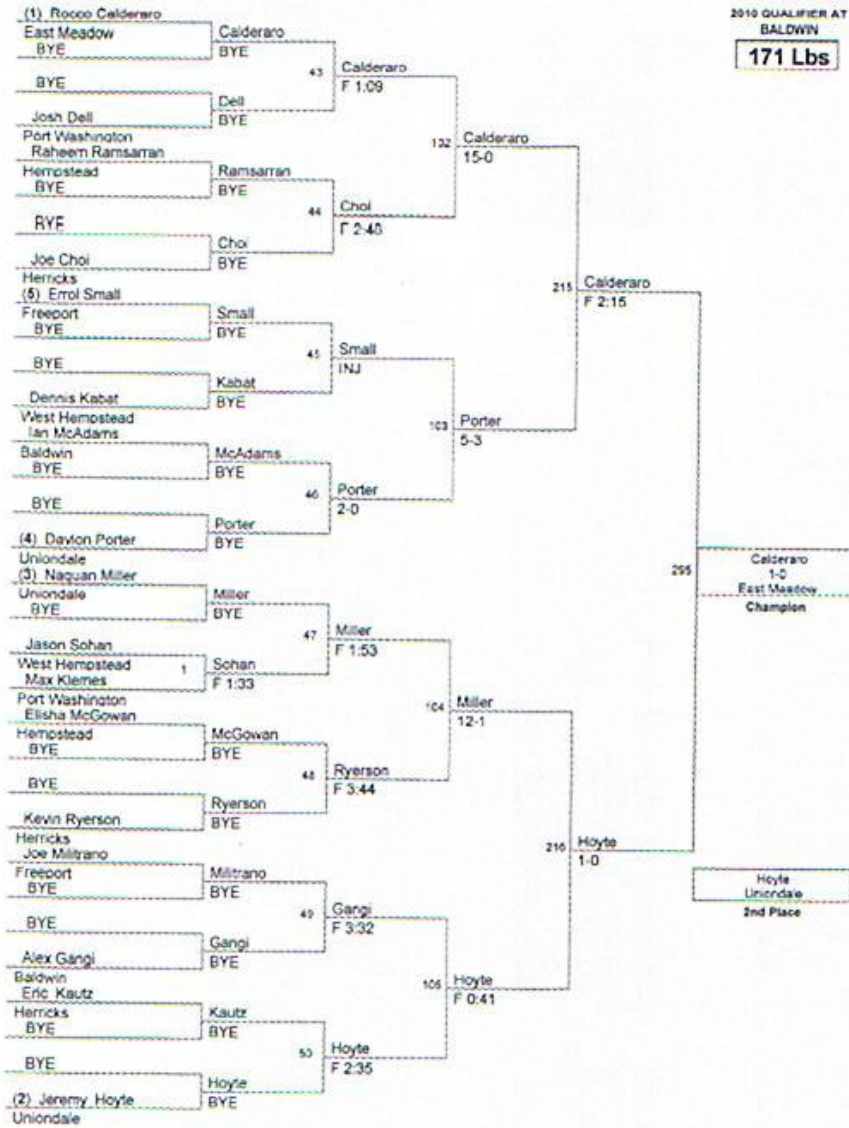 2010 QUALIFIER AT
BALDWIN
171 Lbs
(1) Rocco Calderaro
East Meadow
BYE
BYE
Josh Dell
Port Washington
Raheem Ramsarran
Hempstead
BYE
BYE
Joe Choi
Herricks
(5) Errol Small
Freeport
BYE
BYE
Dennis Kabat
West Hempstead
Ian McAdams
Baldwin
BYE
BYE
(4) Davion Porter
Uniondale
(3) Naquan Miller
Uniondale
BYE
Jason Sohan
West Hempstead
1
Max Klemes
Port Washington
Elisha McGowan
Hempstead
BYE
BYE
Kevin Ryerson
Herricks
Joe Militrano
Freeport
BYE
BYE
Alex Gangi
Baldwin
Eric Kautz
Herricks
BYE
BYE
(2) Jeremy Hoyte
Uniondale
Calderaro
BYE
43
Dell
BYE
Ramsarran
BYE
44
Choi
BYE
Small
BYE
45
Kabat
BYE
McAdams
BYE
46
Porter
BYE
Miller
BYE
47
Sohan
F 1:33
McGowan
BYE
48
Ryerson
BYE
Militrano
BYE
49
Gangi
BYE
Kautz
BYE
50
Hoyte
BYE
Calderaro
F 1:09
102
Choi
F 2:48
Small
INJ
103
Porter
2-0
Miller
F 1:53
104
Ryerson
F 3:44
Gangi
F 3:32
105
Hoyte
F 2:35
Calderaro
15-0
215
Porter
5-3
Miller
12-1
216
Hoyte
F 0:41
Calderaro
F 2:15
295
Hoyte
1-0
Calderaro
1-0
East Meadow
Champion
Hoyte
Uniondale
2nd Place